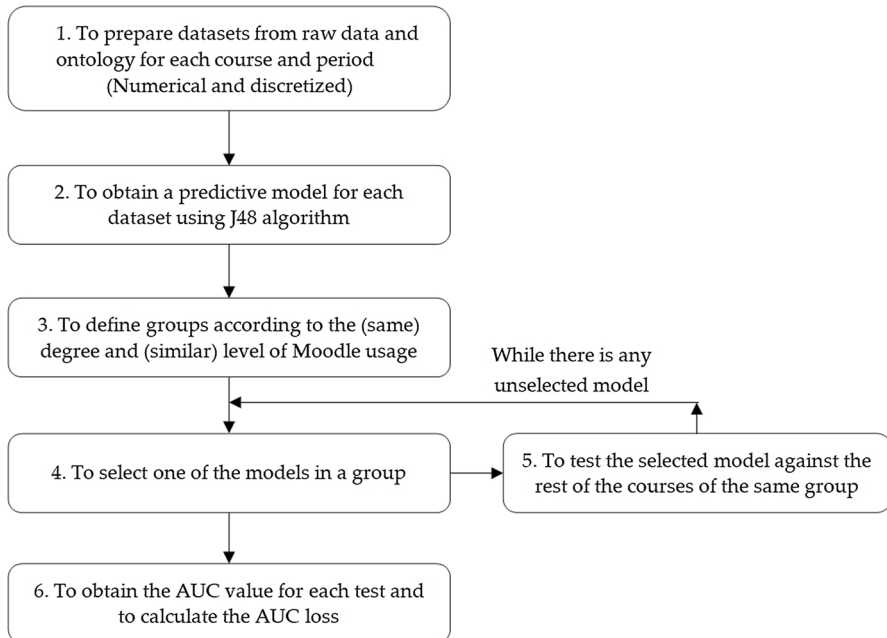 1. To prepare datasets from raw data and
ontology for each course and period
(Numerical and discretized)
2. To obtain a predictive model for each
dataset using J48 algorithm
3. To define groups according to the (same)
degree and (similar) level of Moodle usage
While there is any
unselected model
4. To select one of the models in a group
5. To test the selected model against the
rest of the courses of the same group
6. To obtain the AUC value for each test and
to calculate the AUC loss